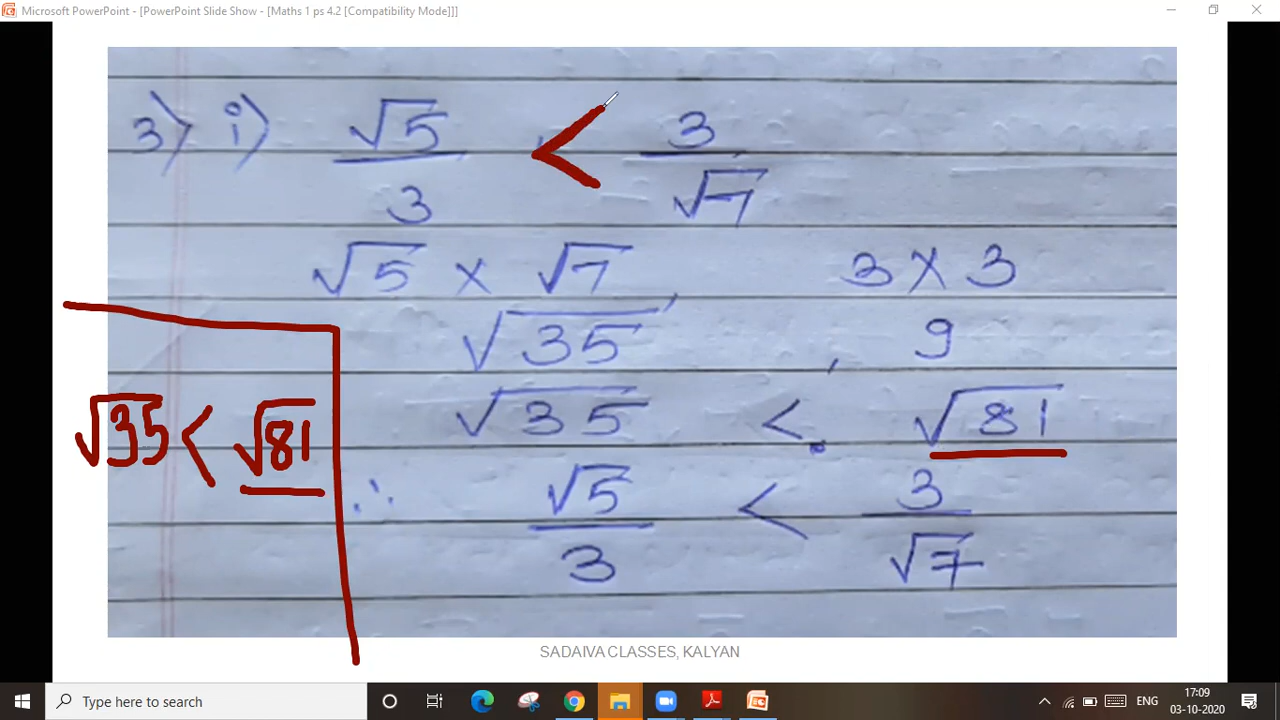 Microsoft PowerPoint - [PowerPoint Slide Show - [Maths 1 ps 4.2 [Compatibility Mode]]]
3) i) √5/3 < 3/√7
√5 × √7 3 × 3
√35 , 9
√35 < √81
√35 < √81
∴ √5/3 < 3/√7
SADAIVA CLASSES, KALYAN
Type here to search
ENG
17:09
03-10-2020